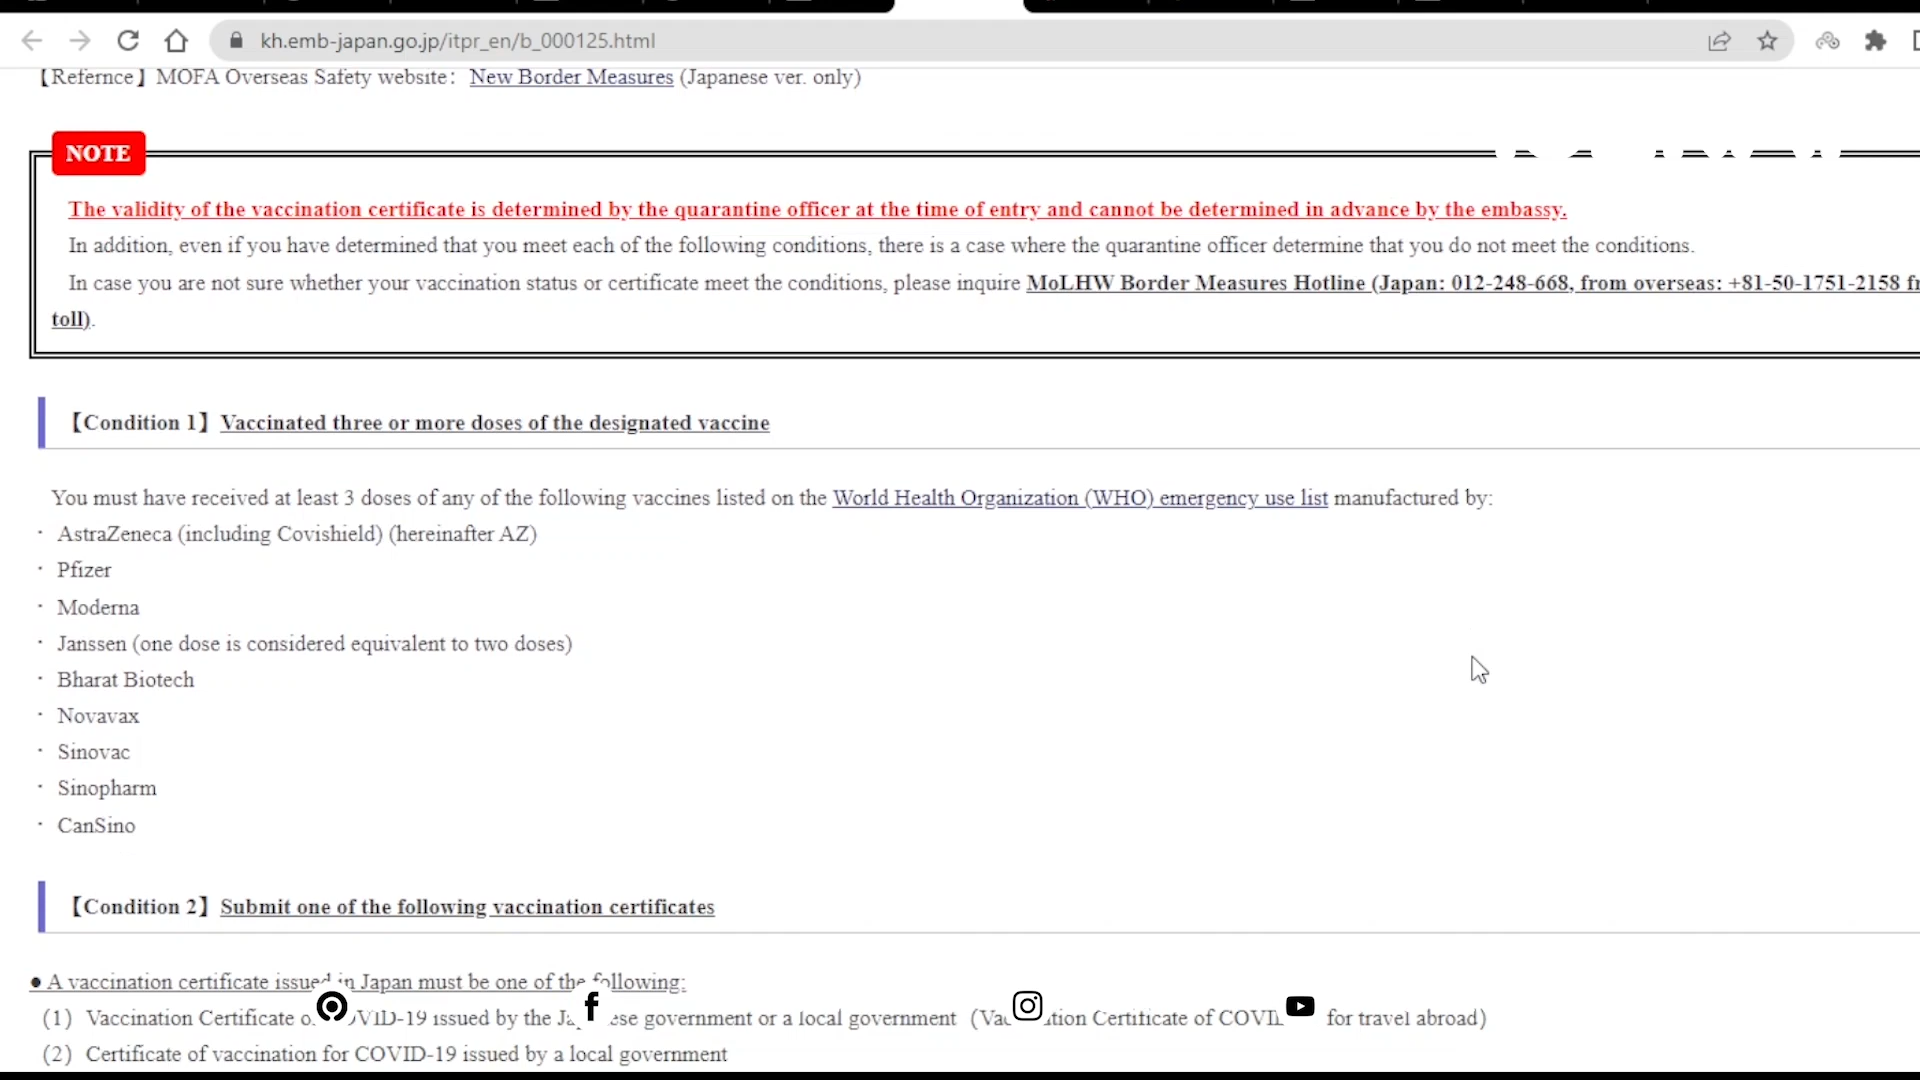 kh.emb-japan.go.jp/itpr_en/b_000125.html
【Refernce】MOFA Overseas Safety website： New Border Measures (Japanese ver. only)
NOTE
The validity of the vaccination certificate is determined by the quarantine officer at the time of entry and cannot be determined in advance by the embassy.
In addition, even if you have determined that you meet each of the following conditions, there is a case where the quarantine officer determine that you do not meet the conditions.
In case you are not sure whether your vaccination status or certificate meet the conditions, please inquire MoLHW Border Measures Hotline (Japan: 012-248-668, from overseas: +81-50-1751-2158
toll).
【Condition 1】Vaccinated three or more doses of the designated vaccine
You must have received at least 3 doses of any of the following vaccines listed on the World Health Organization (WHO) emergency use list manufactured by:
・ AstraZeneca (including Covishield) (hereinafter AZ)
・ Pfizer
・ Moderna
・ Janssen (one dose is considered equivalent to two doses)
・ Bharat Biotech
・ Novavax
・ Sinovac
・ Sinopharm
・ CanSino
【Condition 2】Submit one of the following vaccination certificates
● A vaccination certificate issued in Japan must be one of the following:
(1) Vaccination Certificate issued by the government or a local government Certificate of for travel abroad)
(2) Certificate of vaccination for COVID-19 issued by a local government